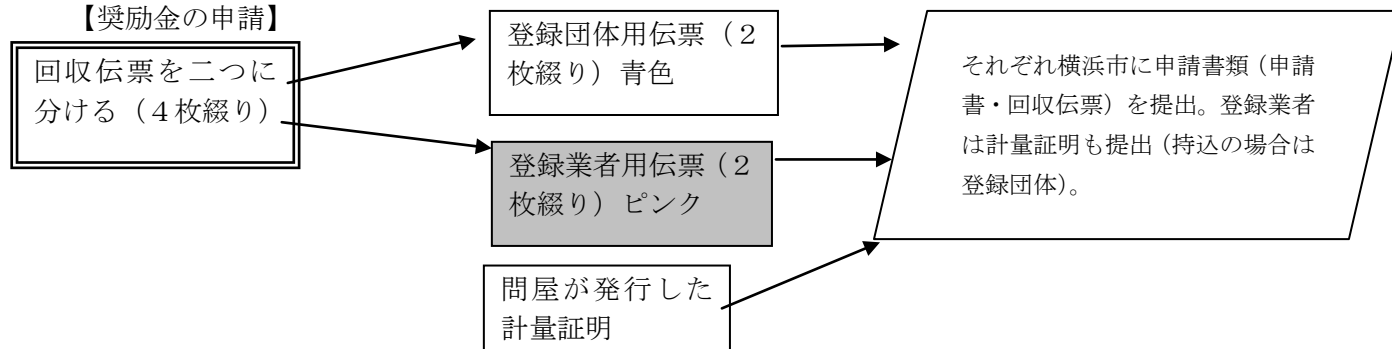 【奨励金の申請】
回収伝票を二つに
分ける（４枚綴り）
登録団体用伝票（２
枚綴り）青色
登録業者用伝票（２
枚綴り）ピンク
問屋が発行した
計量証明
それぞれ横浜市に申請書類（申請
書・回収伝票）を提出。登録業者
は計量証明も提出（持込の場合は
登録団体）。